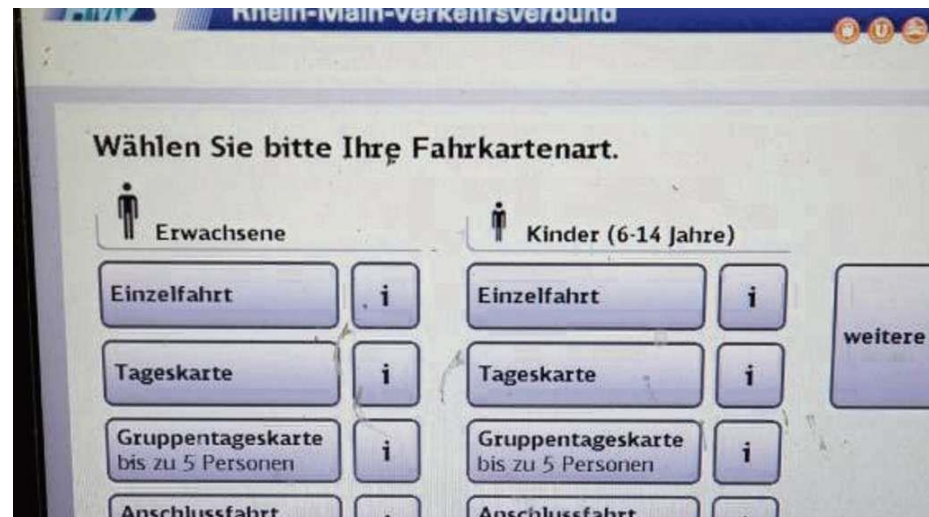 RMV Rhein-Main-Verkehrsverbund
Wählen Sie bitte Ihre Fahrkartenart.
Erwachsene
Kinder (6-14 Jahre)
Einzelfahrt i
Einzelfahrt i
weitere
Tageskarte i
Tageskarte i
Gruppentageskarte
bis zu 5 Personen
i
Gruppentageskarte
bis zu 5 Personen
i
Anschlussfahrt
Anschlussfahrt